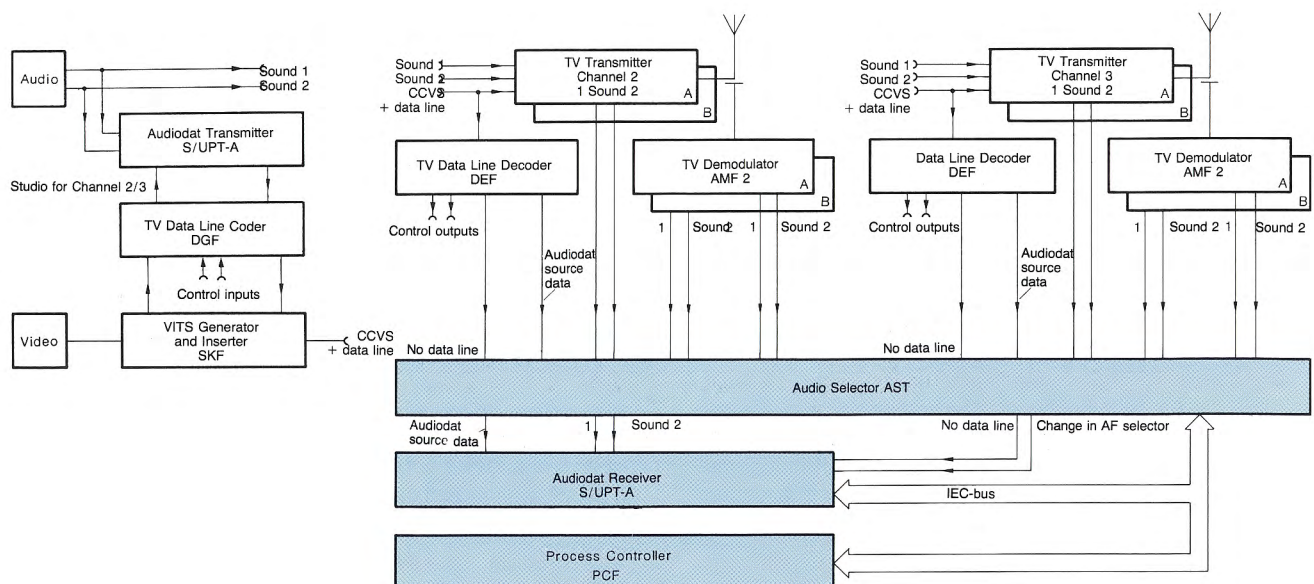 Audio
Sound 1
Sound 2
Audiodat Transmitter
S/UPT-A
Studio for Channel 2/3
TV Data Line Coder
DGF
Control inputs
Video
VITS Generator
and Inserter
SKF
CCVS
+ data line
Sound 1
Sound 2
CCVS
+ data line
TV Transmitter
Channel 2
1 Sound 2
A
B
TV Data Line Decoder
DEF
Control outputs
TV Demodulator
AMF 2
A
B
1
Sound 2
1
Sound 2
Audiodat
source
data
No data line
Sound 1
Sound 2
CCVS
+ data line
TV Transmitter
Channel 3
1 Sound 2
A
B
Data Line Decoder
DEF
Control outputs
TV Demodulator
AMF 2
A
B
1
Sound 2
1
Sound 2
Audiodat
source
data
No data line
Audio Selector AST
Audiodat
source data
1
Sound 2
No data line
Change in AF selector
Audiodat Receiver
S/UPT-A
IEC-bus
Process Controller
PCF